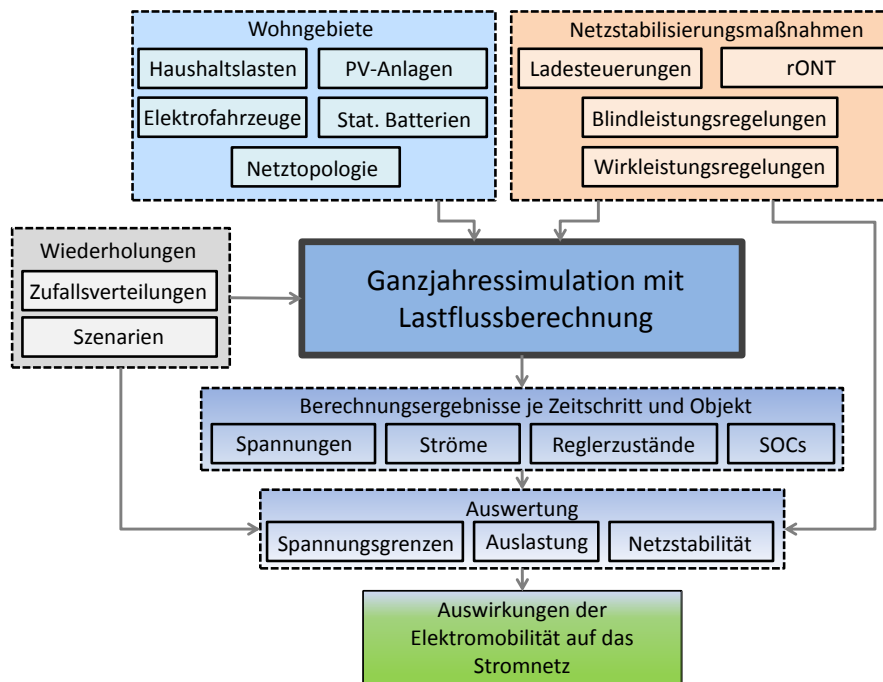 Wohngebiete
Haushaltslasten
PV-Anlagen
Elektrofahrzeuge
Stat. Batterien
Netztopologie
Netzstabilisierungsmaßnahmen
Ladesteuerungen
rONT
Blindleistungsregelungen
Wirkleistungsregelungen
Wiederholungen
Zufallsverteilungen
Szenarien
Ganzjahressimulation mit
Lastflussberechnung
Berechnungsergebnisse je Zeitschritt und Objekt
Spannungen
Ströme
Reglerzustände
SOCs
Auswertung
Spannungsgrenzen
Auslastung
Netzstabilität
Auswirkungen der
Elektromobilität auf das
Stromnetz